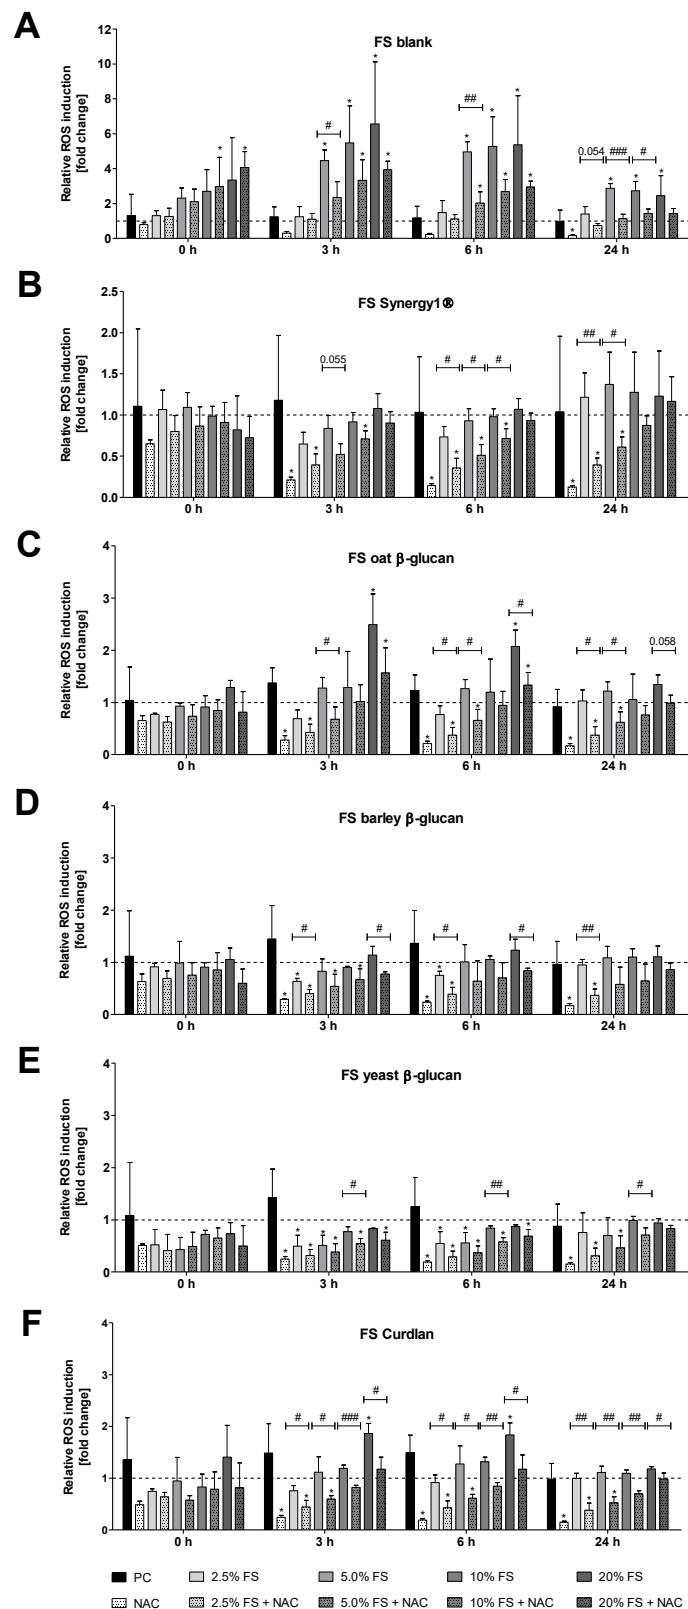 A
FS blank
Relative ROS induction
[fold change]
12
10
8
6
4
2
0
* * * * * * * * * * * * * * * * * *
# ## 0.054 ### #
0 h 3 h 6 h 24 h
B
FS Synergy1®
Relative ROS induction
[fold change]
2.5
2.0
1.5
1.0
0.5
0.0
0.055 # # # ## #
0 h 3 h 6 h 24 h
C
FS oat β-glucan
Relative ROS induction
[fold change]
4
3
2
1
0
# # # # # # 0.058
0 h 3 h 6 h 24 h
D
FS barley β-glucan
Relative ROS induction
[fold change]
4
3
2
1
0
# # # # ##
0 h 3 h 6 h 24 h
E
FS yeast β-glucan
Relative ROS induction
[fold change]
4
3
2
1
0
# ## #
0 h 3 h 6 h 24 h
F
FS Curdlan
Relative ROS induction
[fold change]
4
3
2
1
0
# # ### # # # ## # ## ## ## #
0 h 3 h 6 h 24 h
PC 2.5% FS 5.0% FS 10% FS 20% FS
NAC 2.5% FS + NAC 5.0% FS + NAC 10% FS + NAC 20% FS + NAC